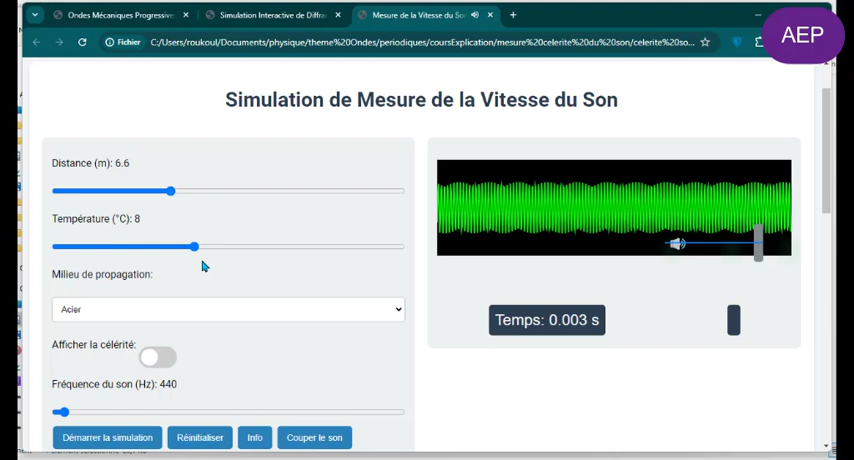 Ondes Mécaniques Progressive
Simulation Interactive de Diffrac
Mesure de la Vitesse du Son
AEP
Fichier
C:/Users/roukoul/Documents/physique/theme%20Ondes/periodiques/coursExplication/mesure%20celerite%20du%20son/celerite%20so...
Simulation de Mesure de la Vitesse du Son
Distance (m): 6.6
Température (°C): 8
Milieu de propagation:
Acier
Afficher la célérité:
Fréquence du son (Hz): 440
Démarrer la simulation
Réinitialiser
Info
Couper le son
Temps: 0.003 s